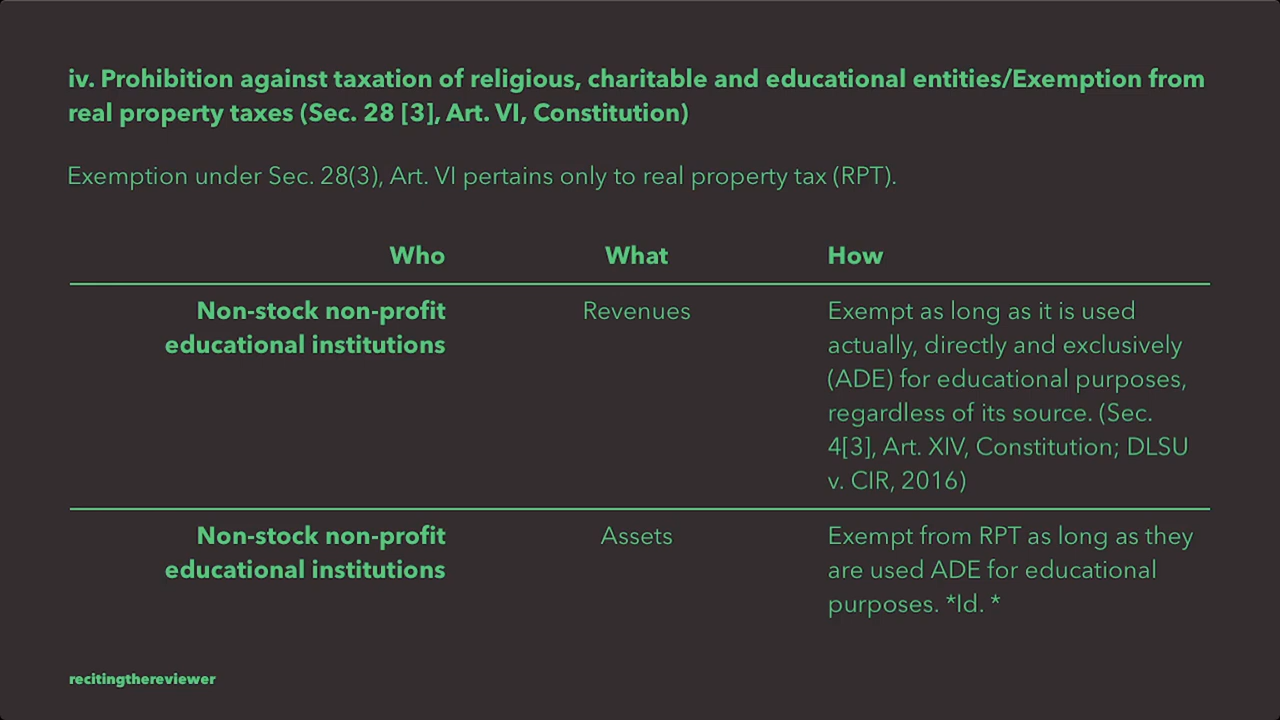 iv. Prohibition against taxation of religious, charitable and educational entities/Exemption from
real property taxes (Sec. 28 [3], Art. VI, Constitution)
Exemption under Sec. 28(3), Art. VI pertains only to real property tax (RPT).
Who What How
Non-stock non-profit Revenues Exempt as long as it is used
educational institutions actually, directly and exclusively
(ADE) for educational purposes,
regardless of its source. (Sec.
4[3], Art. XIV, Constitution; DLSU
v. CIR, 2016)
Non-stock non-profit Assets Exempt from RPT as long as they
educational institutions are used ADE for educational
purposes. *Id. *
recitingthereviewer